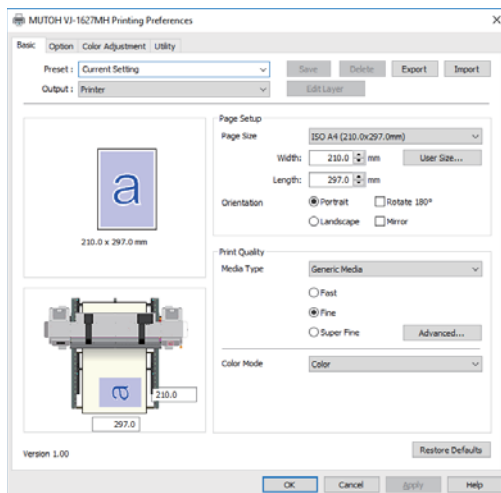 MUTOH VJ-1627MH Printing Preferences
Basic Option Color Adjustment Utility
Preset : Current Setting Save Delete Export Import
Output : Printer Edit Layer
a
210.0 x 297.0 mm
Page Setup
Page Size ISO A4 (210.0x297.0mm)
Width: 210.0 mm User Size...
Length: 297.0 mm
Orientation Portrait Rotate 180°
Landscape Mirror
Print Quality
Media Type Generic Media
Fast
Fine
Super Fine Advanced...
Color Mode Color
a
210.0
297.0
Version 1.00
Restore Defaults
OK Cancel Apply Help